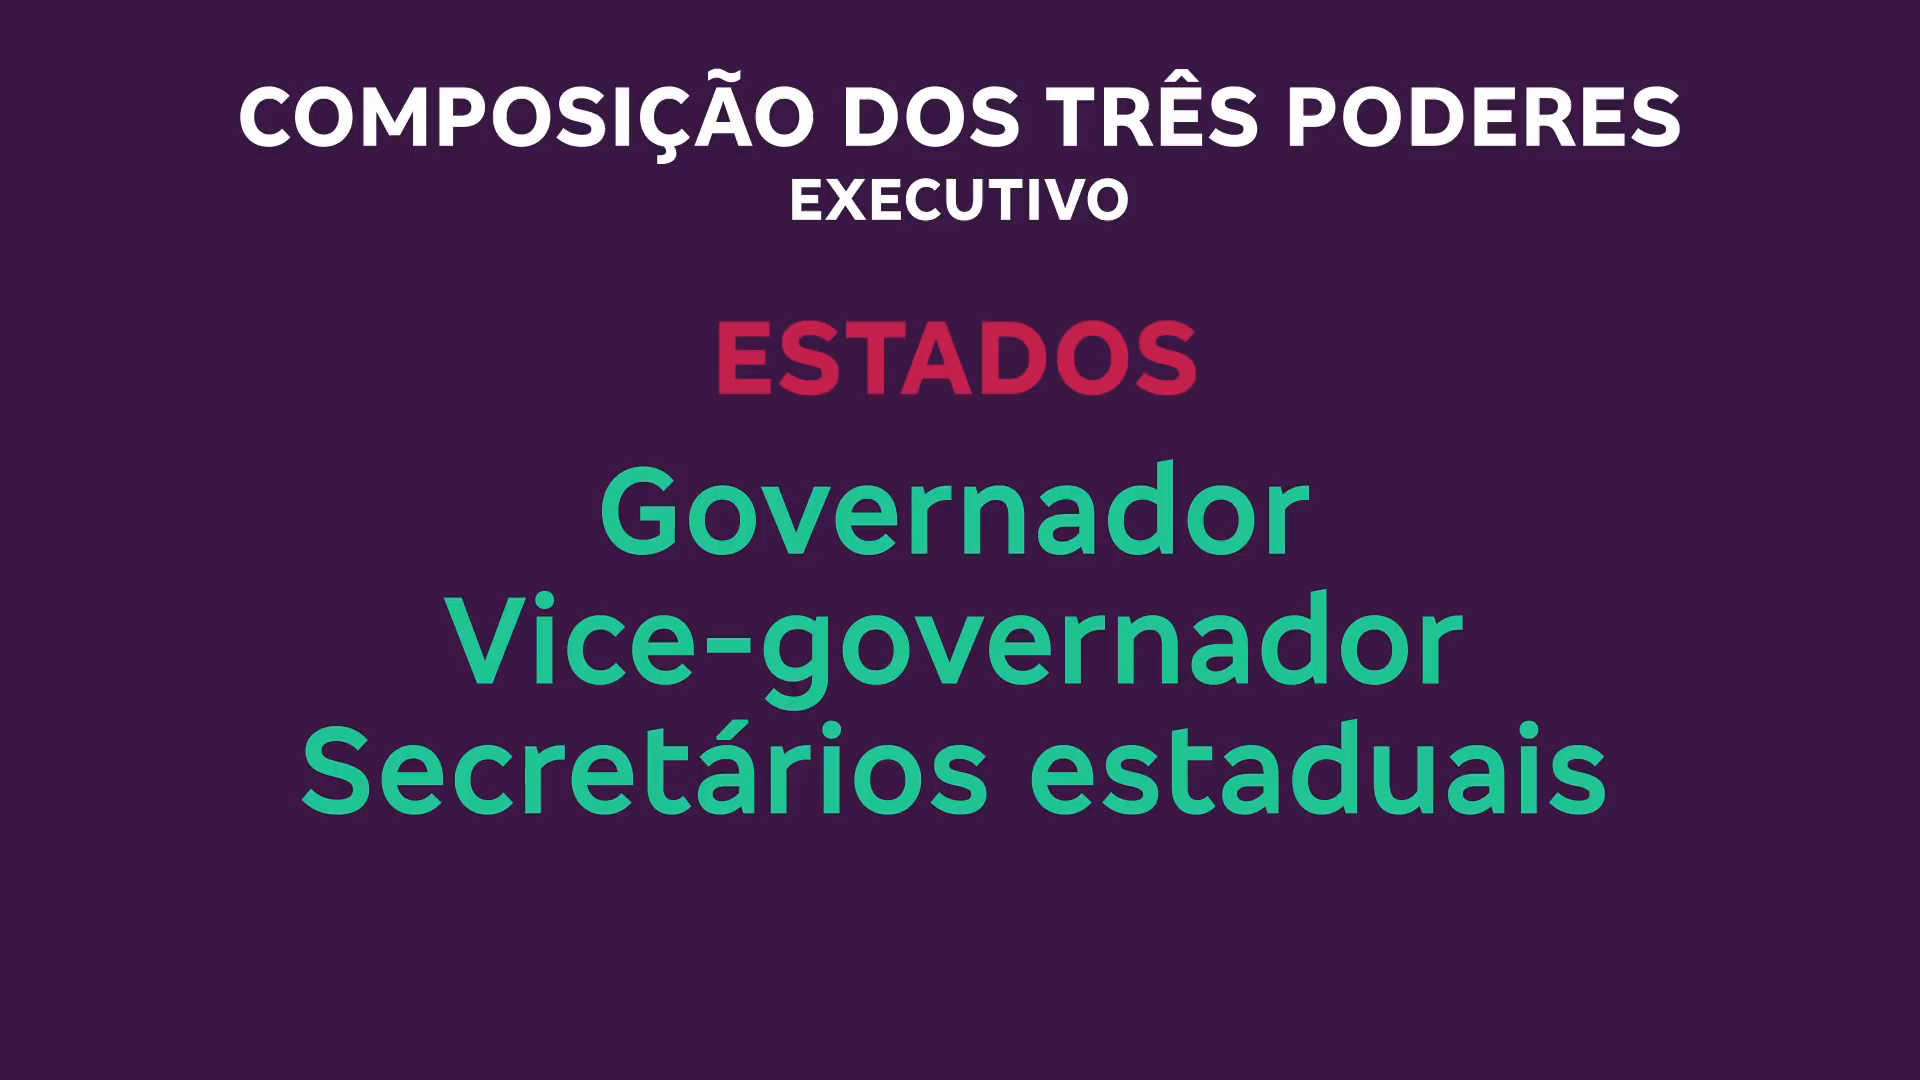 COMPOSIÇÃO DOS TRÊS PODERES
EXECUTIVO
ESTADOS
Governador
Vice-governador
Secretários estaduais